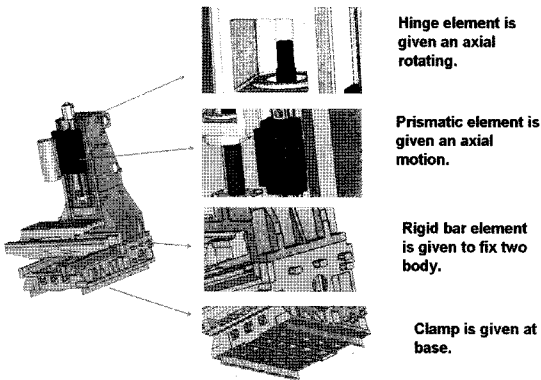 Hinge element is
given an axial
rotating.
Prismatic element is
given an axial
motion.
Rigid bar element
is given to fix two
body.
Clamp is given at
base.